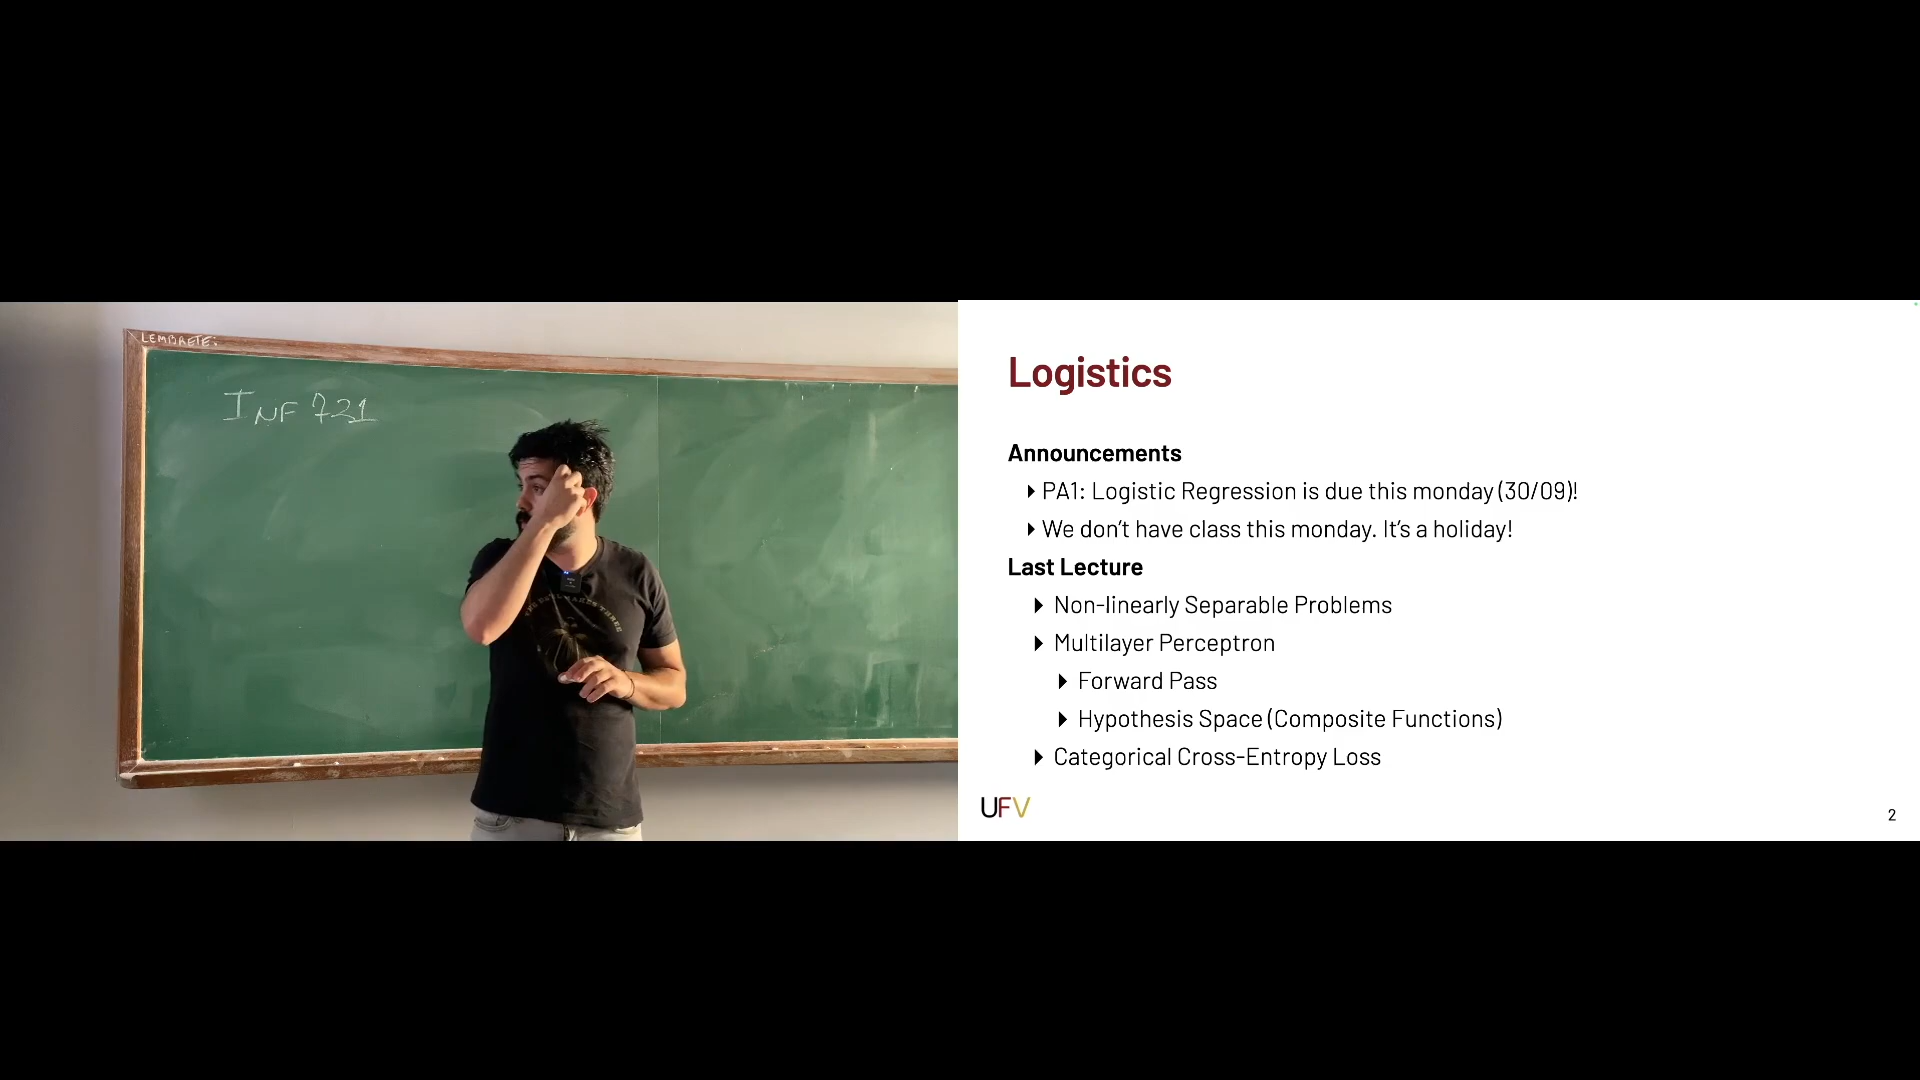 LEMBRETE:
INF 721
Logistics
Announcements
PA1: Logistic Regression is due this monday (30/09)!
We don't have class this monday. It's a holiday!
Last Lecture
Non-linearly Separable Problems
Multilayer Perceptron
Forward Pass
Hypothesis Space (Composite Functions)
Categorical Cross-Entropy Loss
UFV
2